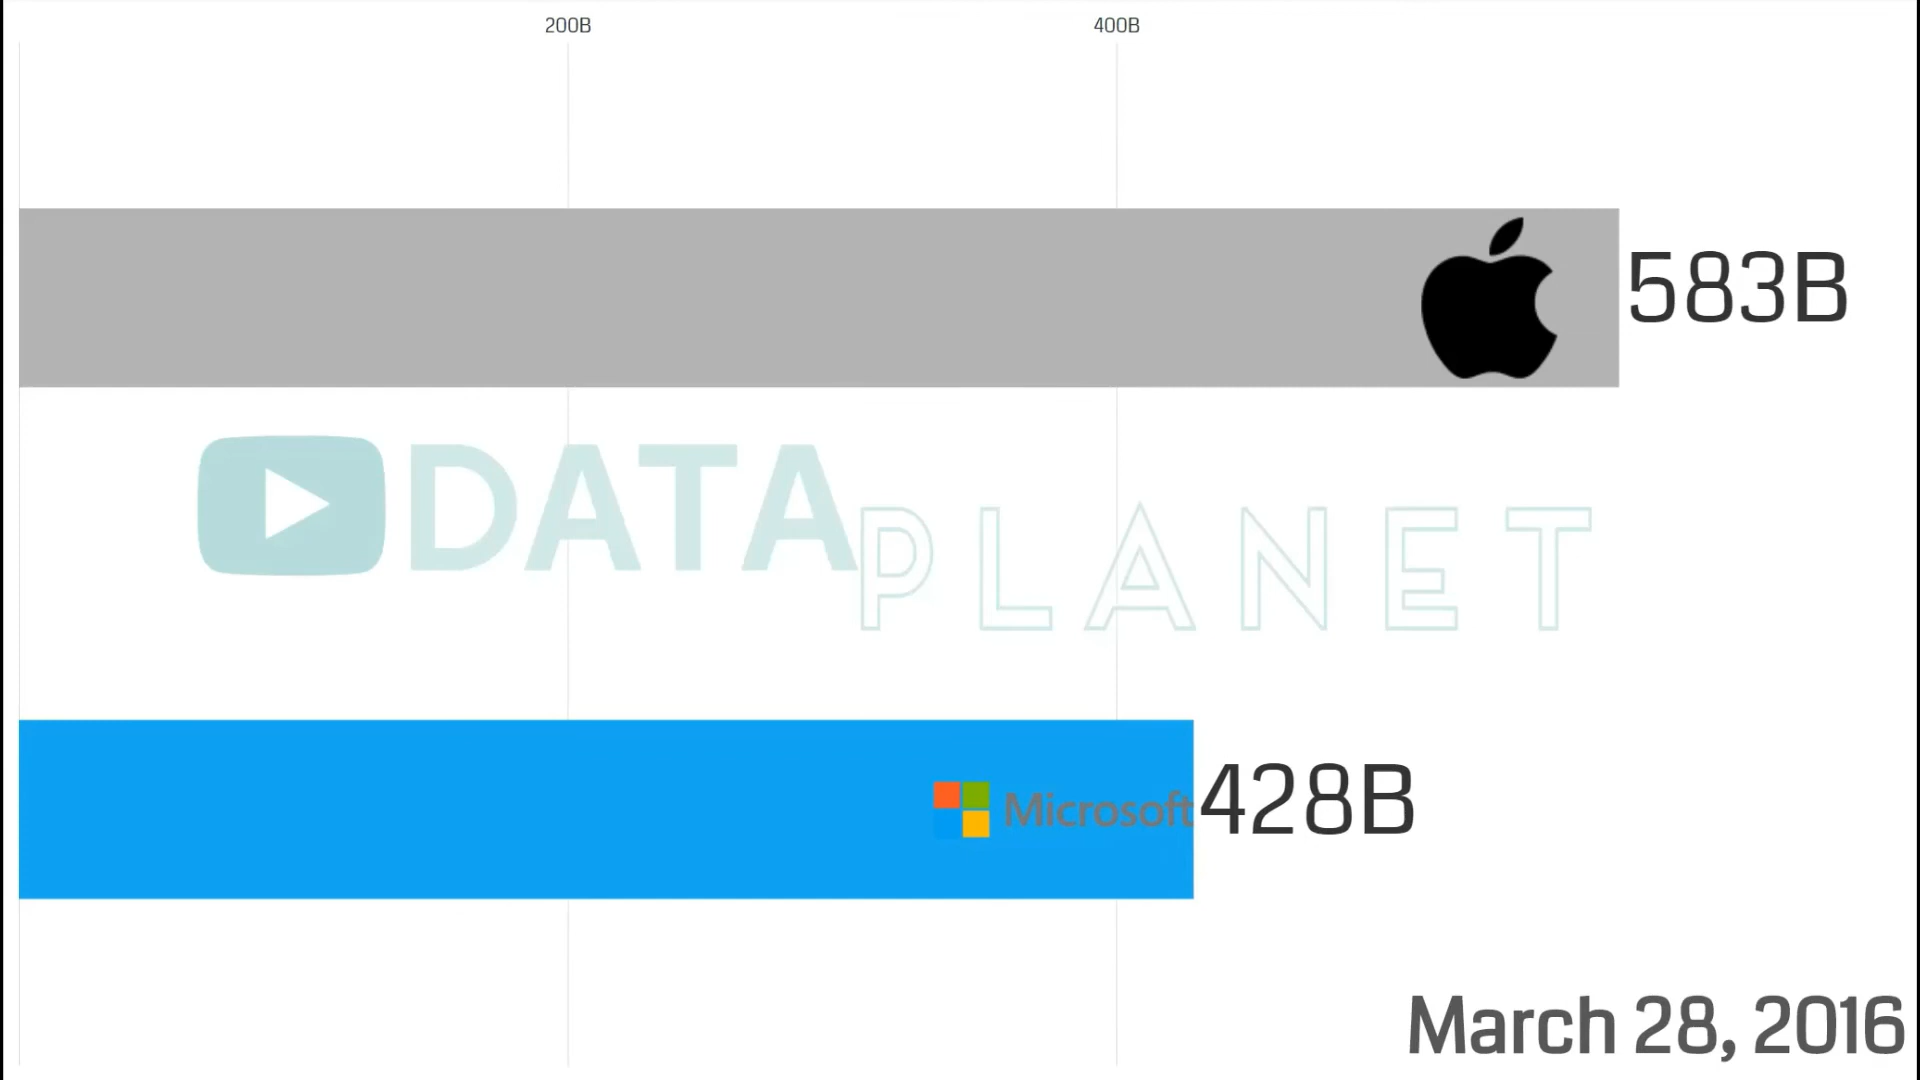 200B 400B
583B
DATA PLANET
Microsoft 428B
March 28, 2016